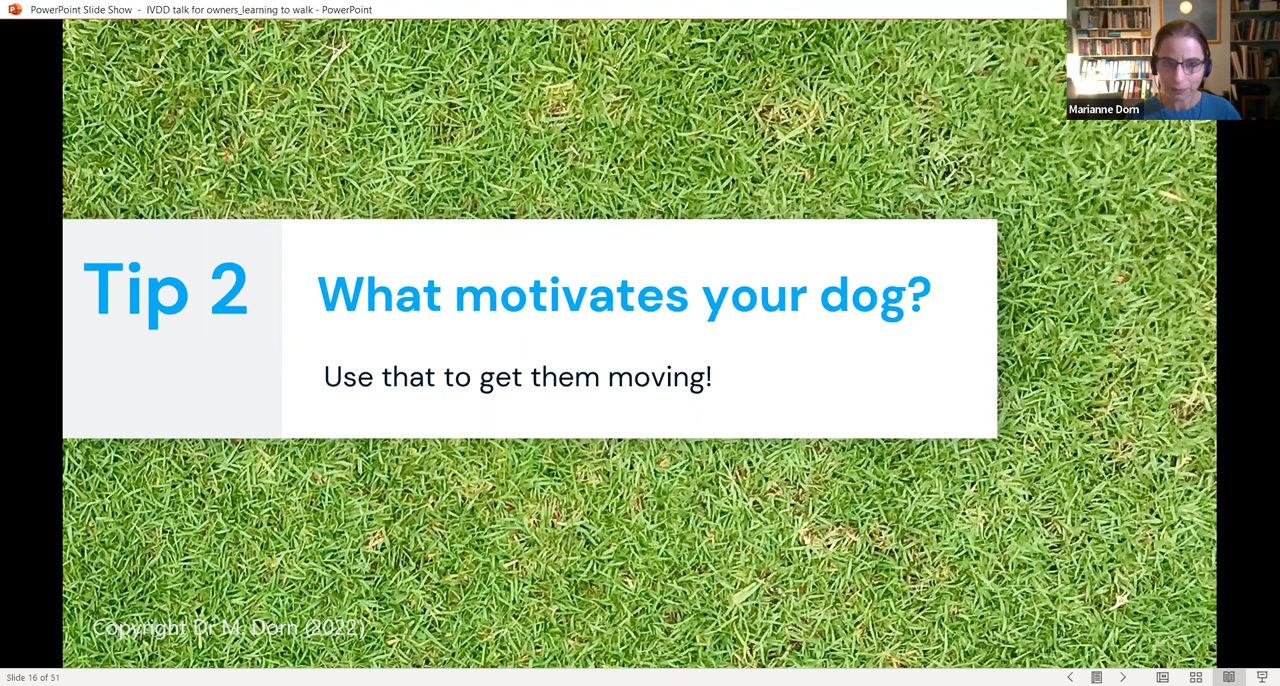 PowerPoint Slide Show - IVDD talk for owners_learning to walk - PowerPoint
Marianne Dorn
Tip 2
What motivates your dog?
Use that to get them moving!
Copyright Dr M. Dorn (2022)
Slide 16 of 51